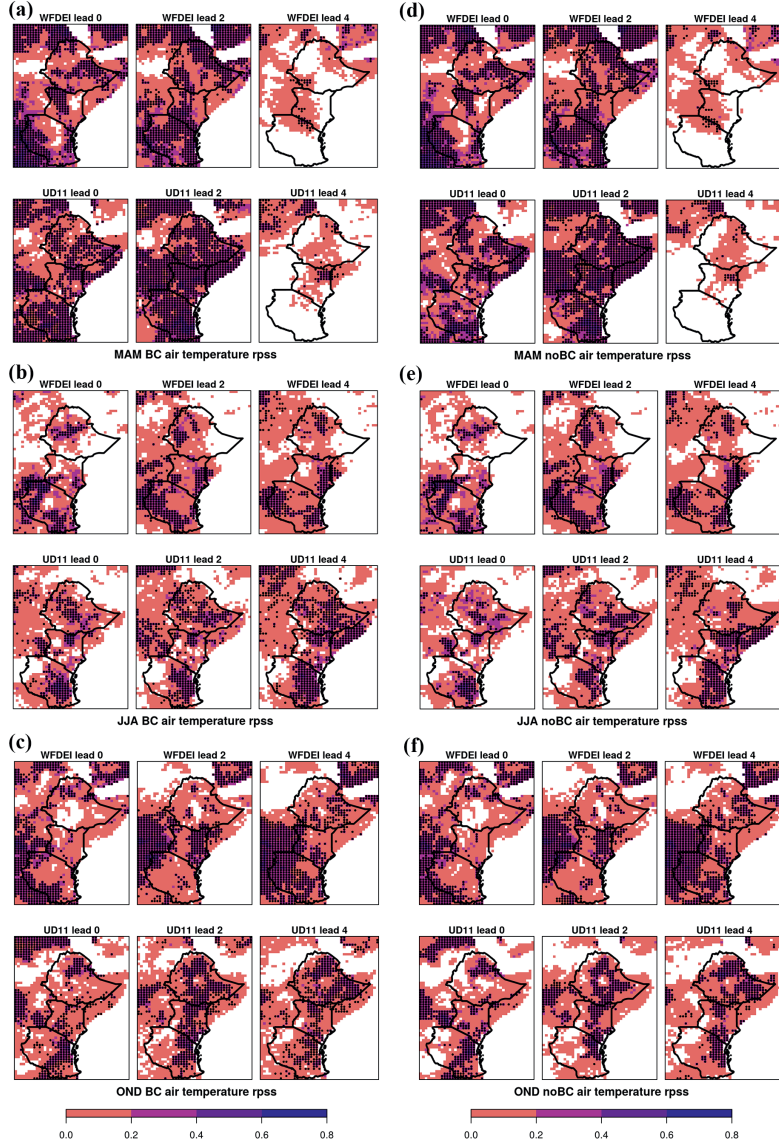 (a)
WFDEI lead 0 WFDEI lead 2 WFDEI lead 4
UD11 lead 0 UD11 lead 2 UD11 lead 4
MAM BC air temperature rpss
(b)
WFDEI lead 0 WFDEI lead 2 WFDEI lead 4
UD11 lead 0 UD11 lead 2 UD11 lead 4
JJA BC air temperature rpss
(c)
WFDEI lead 0 WFDEI lead 2 WFDEI lead 4
UD11 lead 0 UD11 lead 2 UD11 lead 4
OND BC air temperature rpss
0.0 0.2 0.4 0.6 0.8
(d)
WFDEI lead 0 WFDEI lead 2 WFDEI lead 4
UD11 lead 0 UD11 lead 2 UD11 lead 4
MAM noBC air temperature rpss
(e)
WFDEI lead 0 WFDEI lead 2 WFDEI lead 4
UD11 lead 0 UD11 lead 2 UD11 lead 4
JJA noBC air temperature rpss
(f)
WFDEI lead 0 WFDEI lead 2 WFDEI lead 4
UD11 lead 0 UD11 lead 2 UD11 lead 4
OND noBC air temperature rpss
0.0 0.2 0.4 0.6 0.8